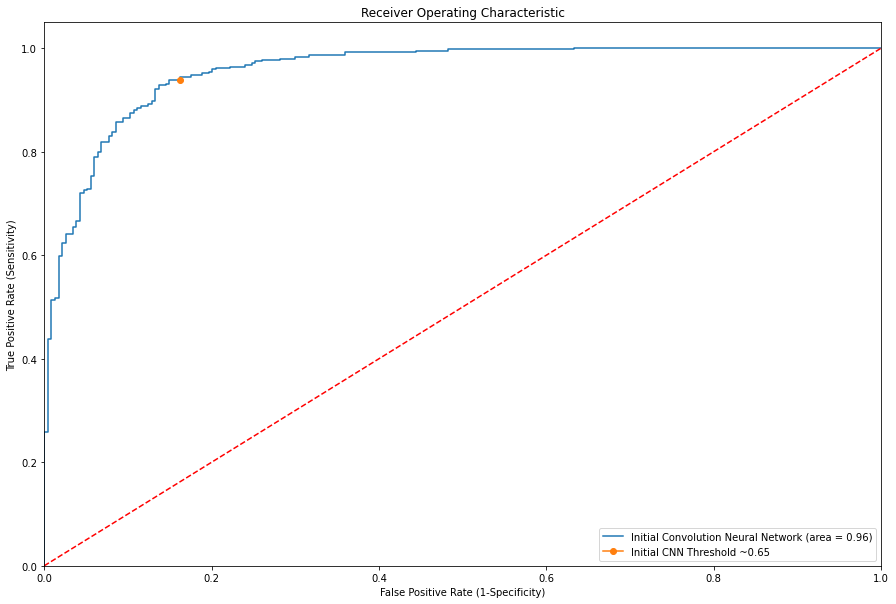 Receiver Operating Characteristic
True Positive Rate (Sensitivity)
1.0
0.8
0.6
0.4
0.2
0.0
Initial Convolution Neural Network (area = 0.96)
Initial CNN Threshold ~0.65
0.0 0.2 0.4 0.6 0.8 1.0
False Positive Rate (1-Specificity)